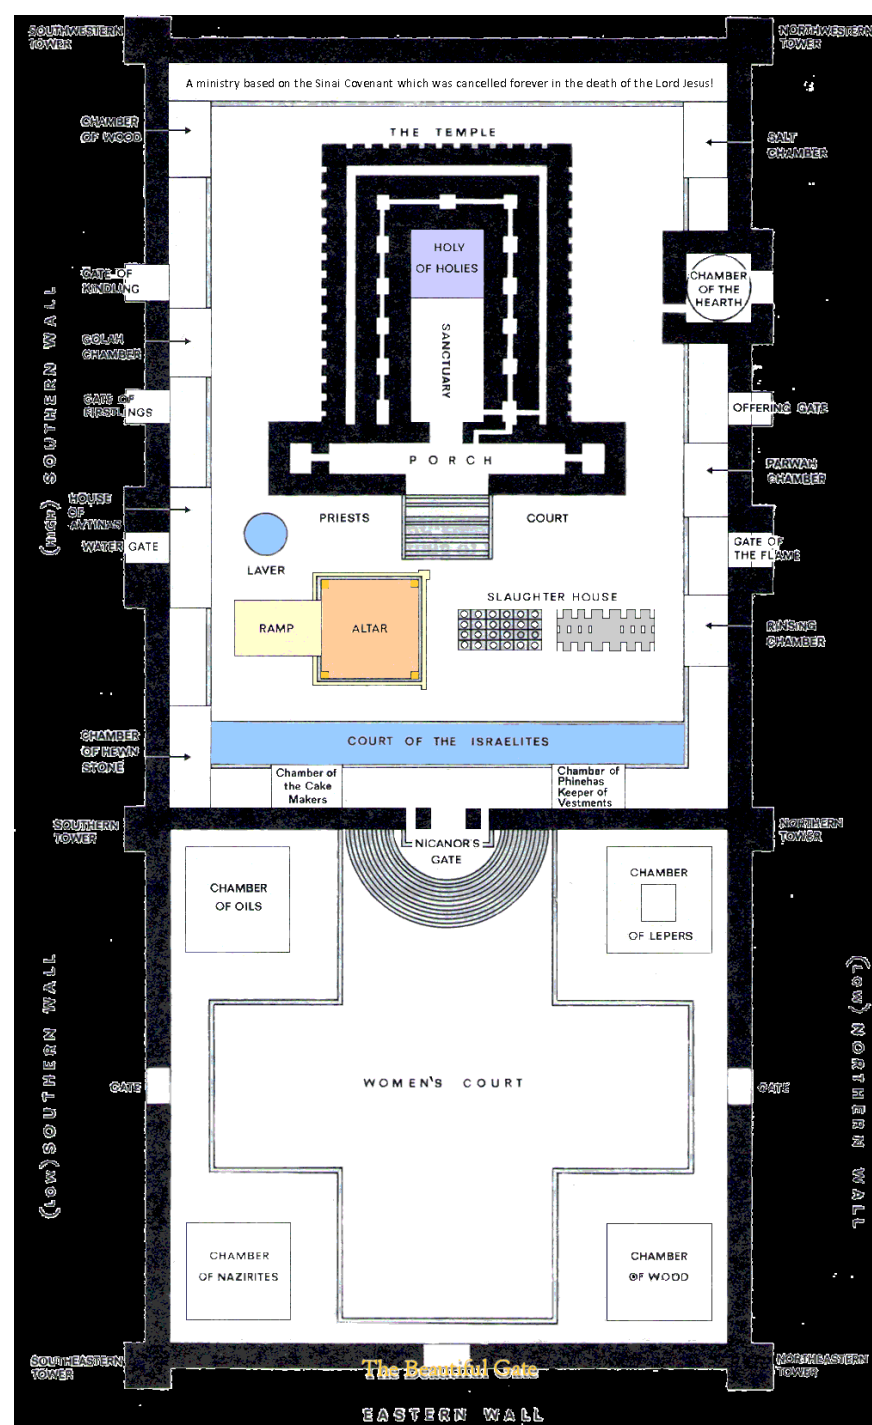 SOUTHWESTERN
TOWER
NORTHWESTERN
TOWER
A ministry based on the Sinai Covenant which was cancelled forever in the death of the Lord Jesus!
CHAMBER
OF WOOD
THE TEMPLE
SALT
CHAMBER
HOLY
OF HOLIES
GATE OF
KINDLING
CHAMBER
OF THE
HEARTH
GOLAH
CHAMBER
SANCTUARY
(HIGH) SOUTHERN WALL
GATE OF
FIRSTLINGS
OFFERING GATE
PORCH
PARWAH
CHAMBER
HOUSE
OF
AVTINAS
PRIESTS
COURT
WATER GATE
GATE OF
THE FLAME
LAVER
SLAUGHTER HOUSE
RAMP
ALTAR
RINSING
CHAMBER
CHAMBER
OF HEWN
STONE
COURT OF THE ISRAELITES
Chamber of
the Cake
Makers
Chamber of
Phinehas
Keeper of
Vestments
SOUTHERN
TOWER
NORTHERN
TOWER
NICANOR'S
GATE
CHAMBER
OF OILS
CHAMBER
OF LEPERS
(LOW) SOUTHERN WALL
(LOW) NORTHERN WALL
WOMEN'S COURT
GATE
GATE
CHAMBER
OF NAZIRITES
CHAMBER
OF WOOD
SOUTHEASTERN
TOWER
The Beautiful Gate
NORTHEASTERN
TOWER
EASTERN WALL